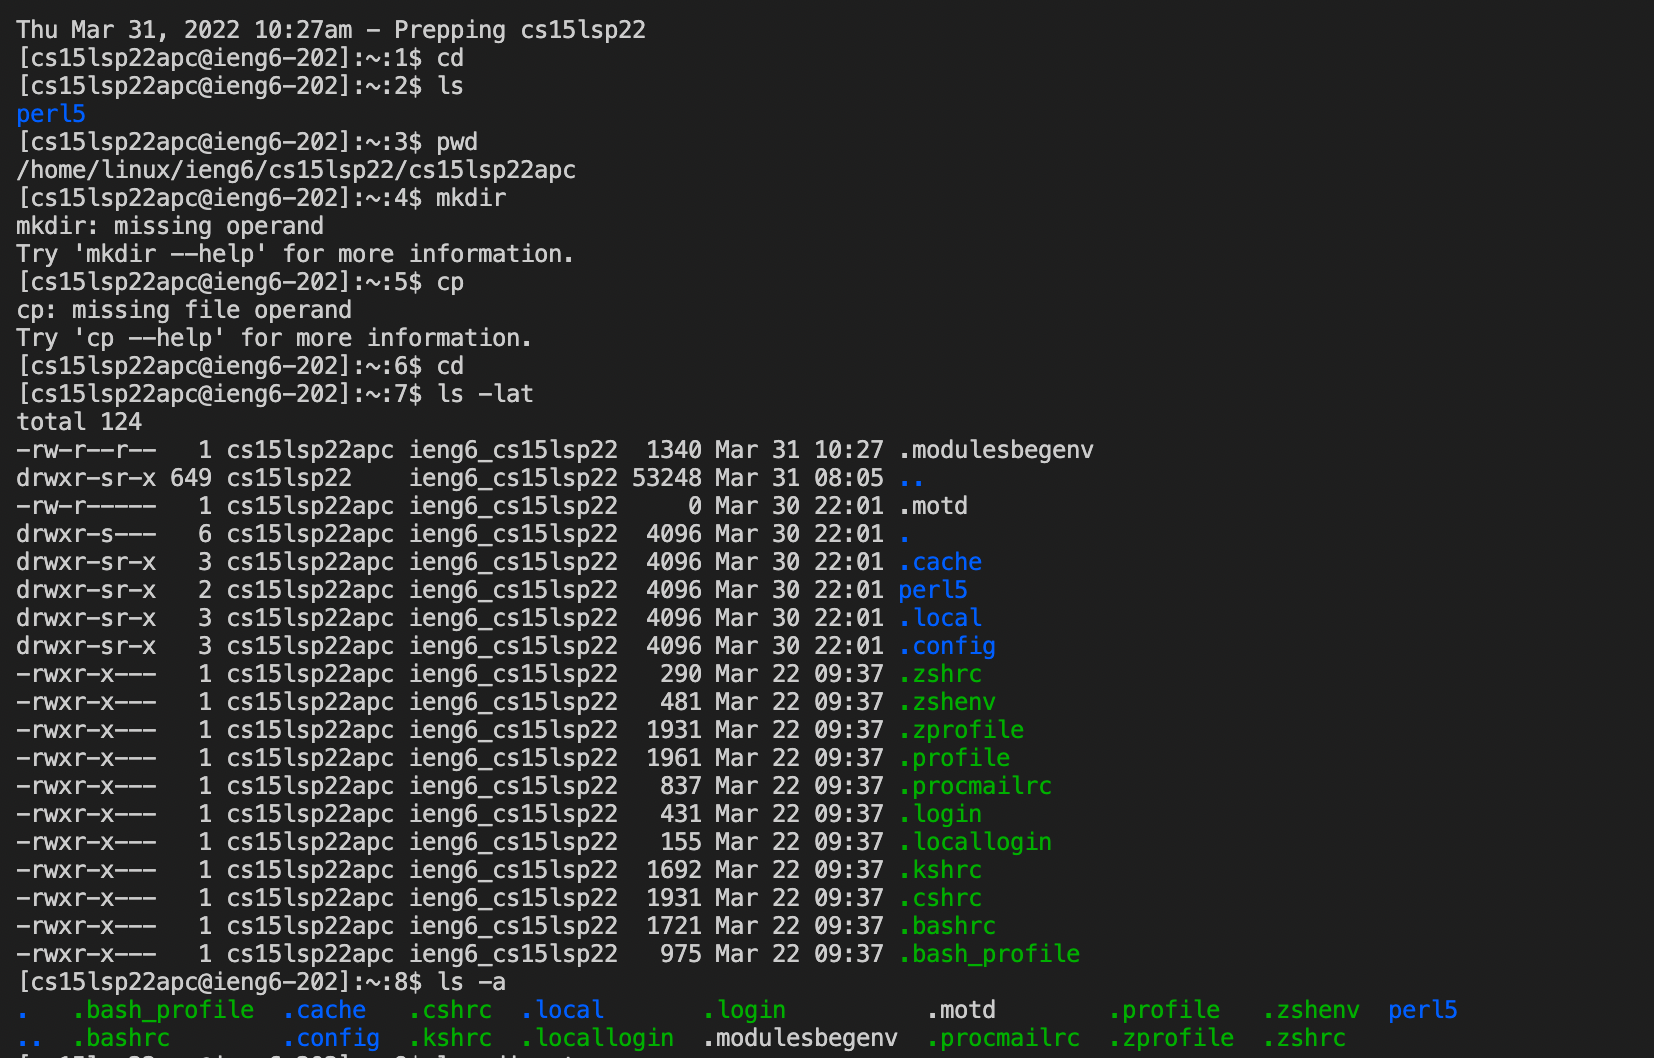 Thu Mar 31, 2022 10:27am - Prepping cs15lsp22
[cs15lsp22apc@ieng6-202]:~:1$ cd
[cs15lsp22apc@ieng6-202]:~:2$ ls
perl5
[cs15lsp22apc@ieng6-202]:~:3$ pwd
/home/linux/ieng6/cs15lsp22/cs15lsp22apc
[cs15lsp22apc@ieng6-202]:~:4$ mkdir
mkdir: missing operand
Try 'mkdir --help' for more information.
[cs15lsp22apc@ieng6-202]:~:5$ cp
cp: missing file operand
Try 'cp --help' for more information.
[cs15lsp22apc@ieng6-202]:~:6$ cd
[cs15lsp22apc@ieng6-202]:~:7$ ls -lat
total 124
-rw-r--r--   1 cs15lsp22apc ieng6_cs15lsp22  1340 Mar 31 10:27 .modulesbegenv
drwxr-sr-x 649 cs15lsp22    ieng6_cs15lsp22 53248 Mar 31 08:05 ..
-rw-r-----   1 cs15lsp22apc ieng6_cs15lsp22     0 Mar 30 22:01 .motd
drwxr-s---   6 cs15lsp22apc ieng6_cs15lsp22  4096 Mar 30 22:01 .
drwxr-sr-x   3 cs15lsp22apc ieng6_cs15lsp22  4096 Mar 30 22:01 .cache
drwxr-sr-x   2 cs15lsp22apc ieng6_cs15lsp22  4096 Mar 30 22:01 perl5
drwxr-sr-x   3 cs15lsp22apc ieng6_cs15lsp22  4096 Mar 30 22:01 .local
drwxr-sr-x   3 cs15lsp22apc ieng6_cs15lsp22  4096 Mar 30 22:01 .config
-rwxr-x---   1 cs15lsp22apc ieng6_cs15lsp22   290 Mar 22 09:37 .zshrc
-rwxr-x---   1 cs15lsp22apc ieng6_cs15lsp22   481 Mar 22 09:37 .zshenv
-rwxr-x---   1 cs15lsp22apc ieng6_cs15lsp22  1931 Mar 22 09:37 .zprofile
-rwxr-x---   1 cs15lsp22apc ieng6_cs15lsp22  1961 Mar 22 09:37 .profile
-rwxr-x---   1 cs15lsp22apc ieng6_cs15lsp22   837 Mar 22 09:37 .procmailrc
-rwxr-x---   1 cs15lsp22apc ieng6_cs15lsp22   431 Mar 22 09:37 .login
-rwxr-x---   1 cs15lsp22apc ieng6_cs15lsp22   155 Mar 22 09:37 .locallogin
-rwxr-x---   1 cs15lsp22apc ieng6_cs15lsp22  1692 Mar 22 09:37 .kshrc
-rwxr-x---   1 cs15lsp22apc ieng6_cs15lsp22  1931 Mar 22 09:37 .cshrc
-rwxr-x---   1 cs15lsp22apc ieng6_cs15lsp22  1721 Mar 22 09:37 .bashrc
-rwxr-x---   1 cs15lsp22apc ieng6_cs15lsp22   975 Mar 22 09:37 .bash_profile
[cs15lsp22apc@ieng6-202]:~:8$ ls -a
.   .bash_profile  .cache   .cshrc  .local       .login          .motd        .profile   .zshenv  perl5
..  .bashrc        .config  .kshrc  .locallogin  .modulesbegenv  .procmailrc  .zprofile  .zshrc